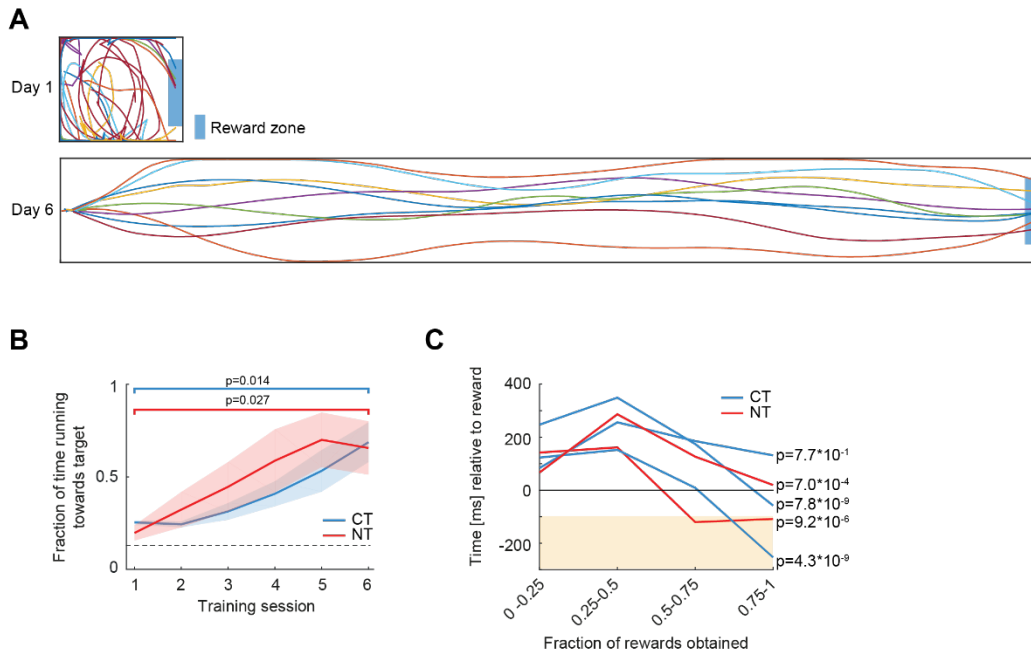 A
Day 1
Reward zone
Day 6
B
p=0.014
p=0.027
1
0.5
0
Fraction of time running
towards target
CT
NT
1 2 3 4 5 6
Training session
C
Time [ms] relative to reward
400
200
0
-200
CT
NT
p=7.7*10⁻¹
p=7.0*10⁻⁴
p=7.8*10⁻⁹
p=9.2*10⁻⁶
p=4.3*10⁻⁹
0 -0.25 0.25-0.5 0.5-0.75 0.75-1
Fraction of rewards obtained